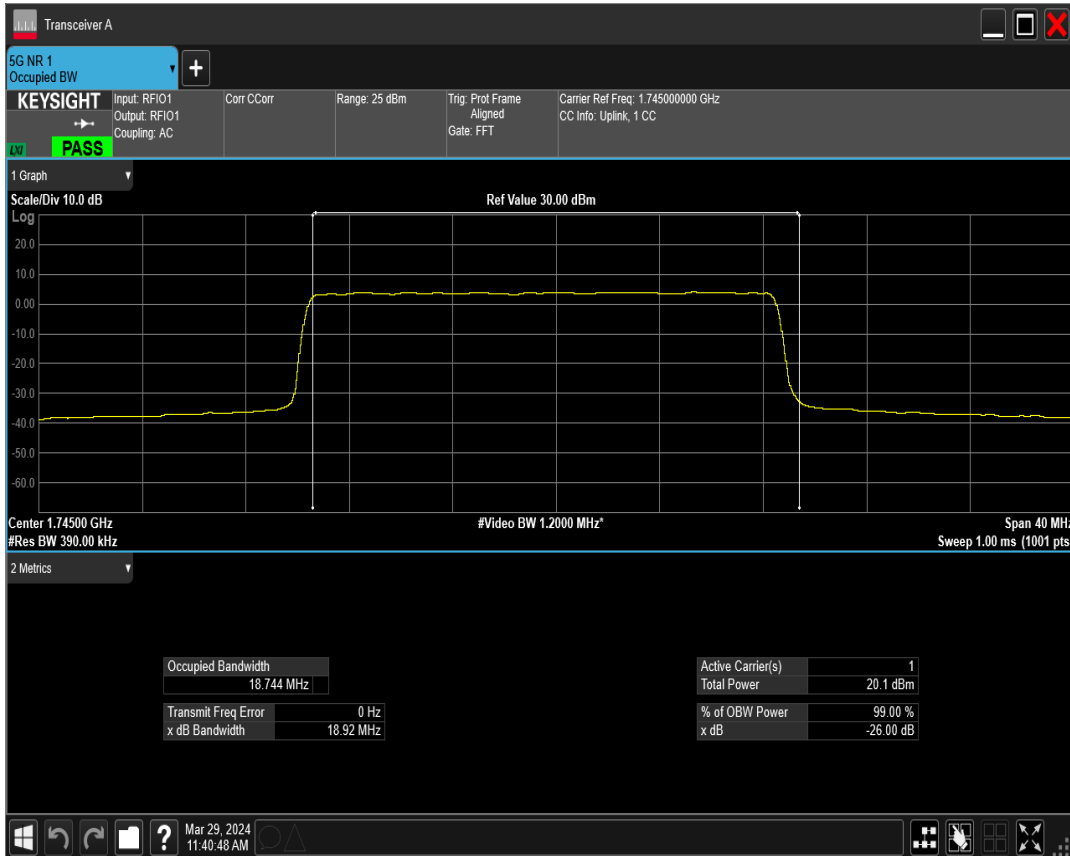 Transceiver A
5G NR 1
Occupied BW
+
KEYSIGHT
LXI
PASS
Input: RFIO1
Output: RFIO1
Coupling: AC
Corr CCorr
Range: 25 dBm
Trig: Prot Frame
Aligned
Gate: FFT
Carrier Ref Freq: 1.745000000 GHz
CC Info: Uplink, 1 CC
1 Graph
Scale/Div 10.0 dB
Ref Value 30.00 dBm
Log
20.0
10.0
0.00
-10.0
-20.0
-30.0
-40.0
-50.0
-60.0
Center 1.74500 GHz
#Video BW 1.2000 MHz*
Span 40 MHz
#Res BW 390.00 kHz
Sweep 1.00 ms (1001 pts
2 Metrics
Occupied Bandwidth
18.744 MHz
Transmit Freq Error 0 Hz
x dB Bandwidth 18.92 MHz
Active Carrier(s) 1
Total Power 20.1 dBm
% of OBW Power 99.00 %
x dB -26.00 dB
?
Mar 29, 2024
11:40:48 AM